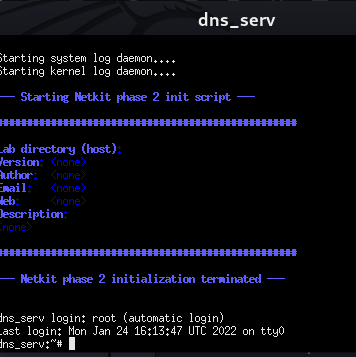 dns_serv
Starting system log daemon....
Starting kernel log daemon....
--- Starting Netkit phase 2 init script ---
Lab directory (host):
Version: <none>
Author: <none>
Email: <none>
Web: <none>
Description:
<none>
--- Netkit phase 2 initialization terminated ---
dns_serv login: root (automatic login)
Last login: Mon Jan 24 16:13:47 UTC 2022 on tty0
dns_serv:~#